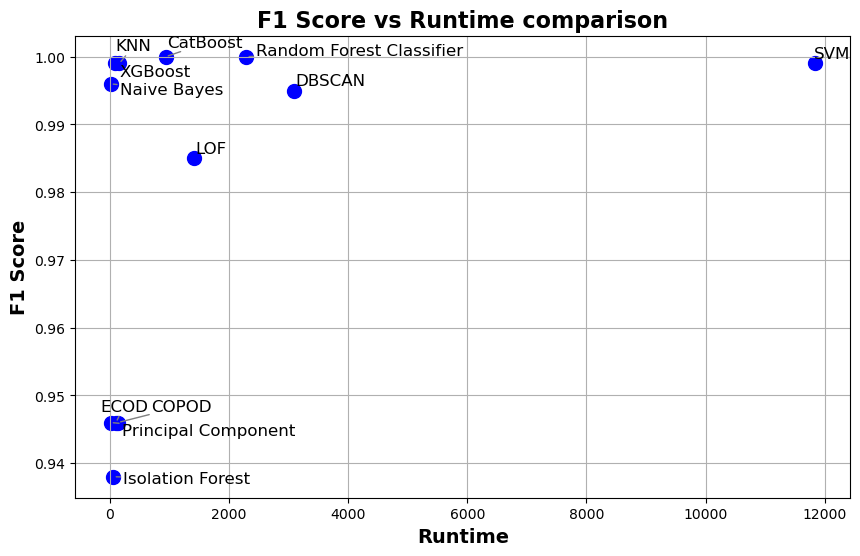 F1 Score vs Runtime comparison
KNN
CatBoost
Random Forest Classifier
SVM
XGBoost
Naive Bayes
DBSCAN
LOF
ECOD
COPOD
Principal Component
Isolation Forest
1.00
0.99
0.98
0.97
0.96
0.95
0.94
F1 Score
0
2000
4000
6000
8000
10000
12000
Runtime